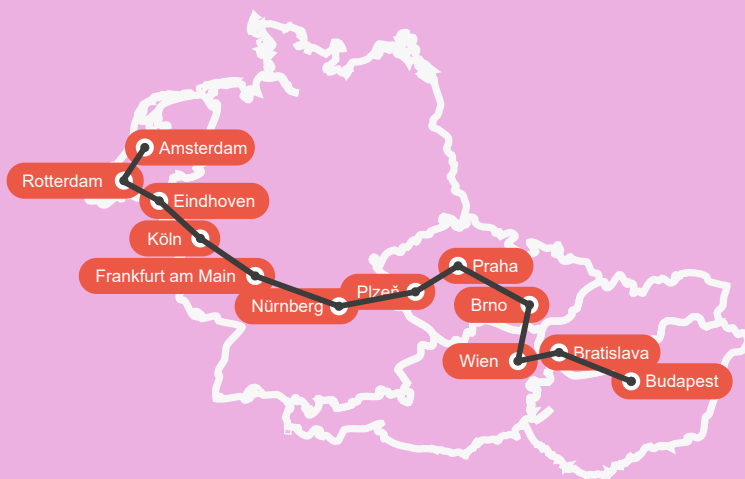 Amsterdam
Rotterdam
Eindhoven
Köln
Frankfurt am Main
Nürnberg
Plzeň
Praha
Brno
Wien
Bratislava
Budapest